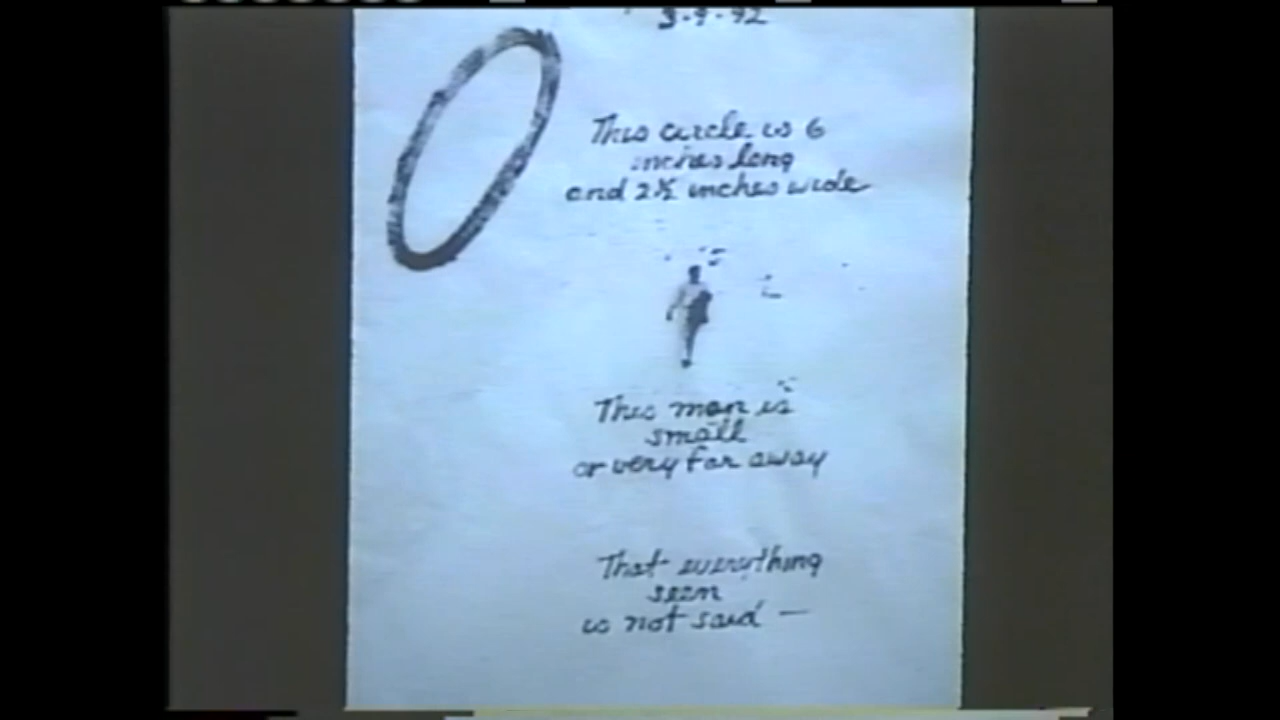 3-9-92
This circle is 6
inches long
and 2½ inches wide
This man is
small
or very far away
That everything
seen
is not said —